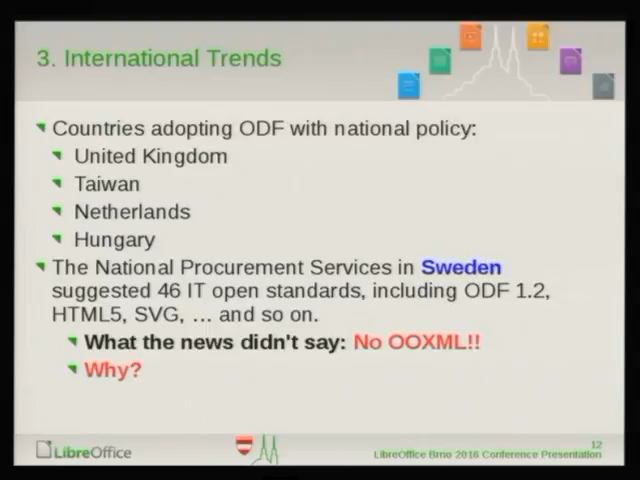 3. International Trends
Countries adopting ODF with national policy:
United Kingdom
Taiwan
Netherlands
Hungary
The National Procurement Services in Sweden
suggested 46 IT open standards, including ODF 1.2,
HTML5, SVG, … and so on.
What the news didn't say: No OOXML!!
Why?
LibreOffice
12
LibreOffice Brno 2016 Conference Presentation